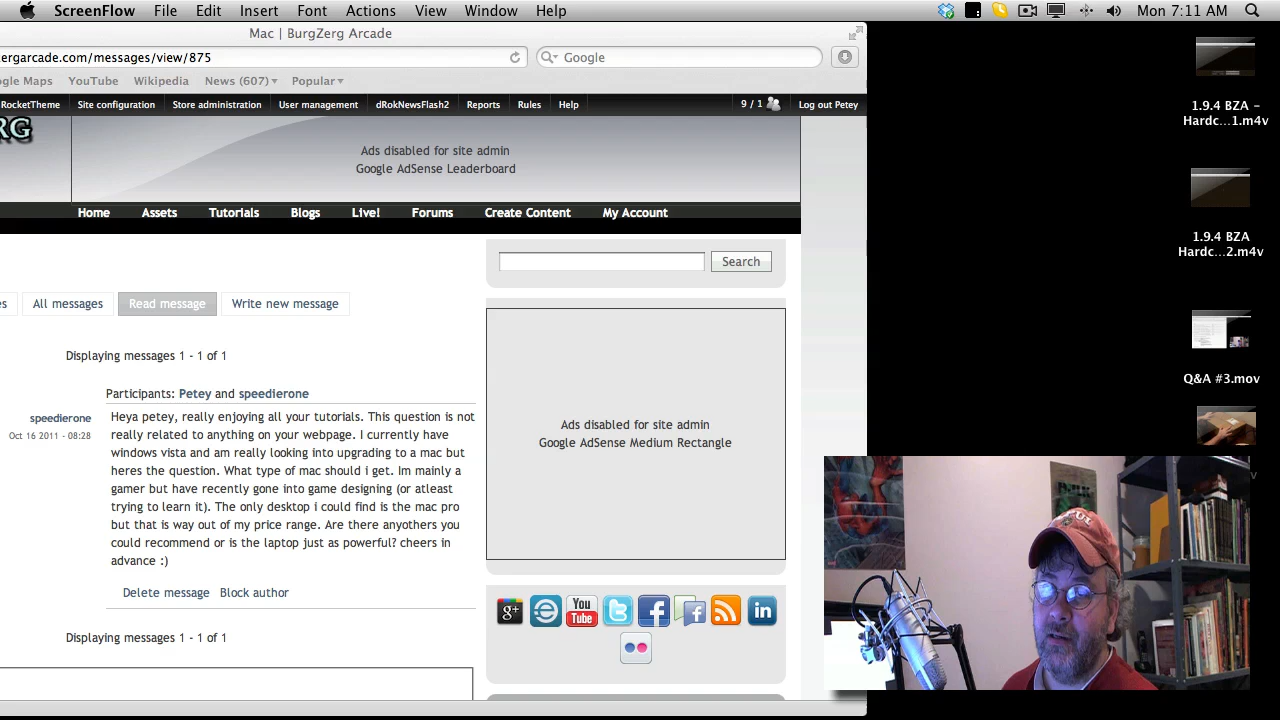 ScreenFlow File Edit Insert Font Actions View Window Help Mon 7:11 AM
Mac | BurgZerg Arcade
ergarcade.com/messages/view/875 Google
gle Maps YouTube Wikipedia News (607) Popular
RocketTheme Site configuration Store administration User management dRokNewsFlash2 Reports Rules Help 9 / 1 Log out Petey
RG
Ads disabled for site admin
Google AdSense Leaderboard
Home Assets Tutorials Blogs Live! Forums Create Content My Account
Search
es All messages Read message Write new message
Displaying messages 1 - 1 of 1
Participants: Petey and speedierone
speedierone
Oct 16 2011 - 08:28
Heya petey, really enjoying all your tutorials. This question is not
really related to anything on your webpage. I currently have
windows vista and am really looking into upgrading to a mac but
heres the question. What type of mac should i get. Im mainly a
gamer but have recently gone into game designing (or atleast
trying to learn it). The only desktop i could find is the mac pro
but that is way out of my price range. Are there anyothers you
could recommend or is the laptop just as powerful? cheers in
advance :)
Delete message Block author
Displaying messages 1 - 1 of 1
Ads disabled for site admin
Google AdSense Medium Rectangle
g+ You Tube in
1.9.4 BZA -
Hardc...1.m4v
1.9.4 BZA
Hardc...2.m4v
Q&A #3.mov